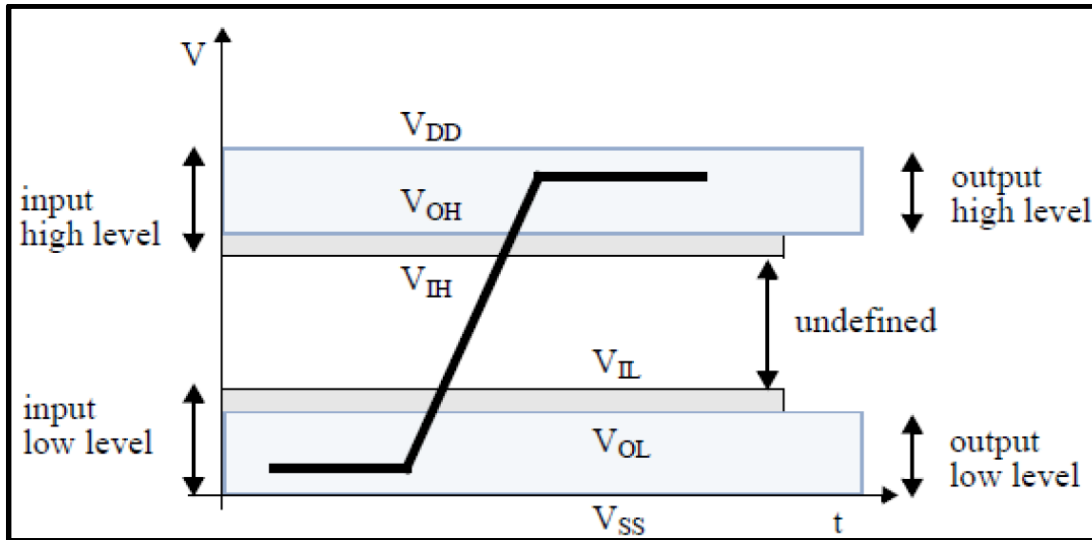 V
V_DD
input
high level
V_OH
output
high level
V_IH
undefined
V_IL
input
low level
V_OL
output
low level
V_SS
t